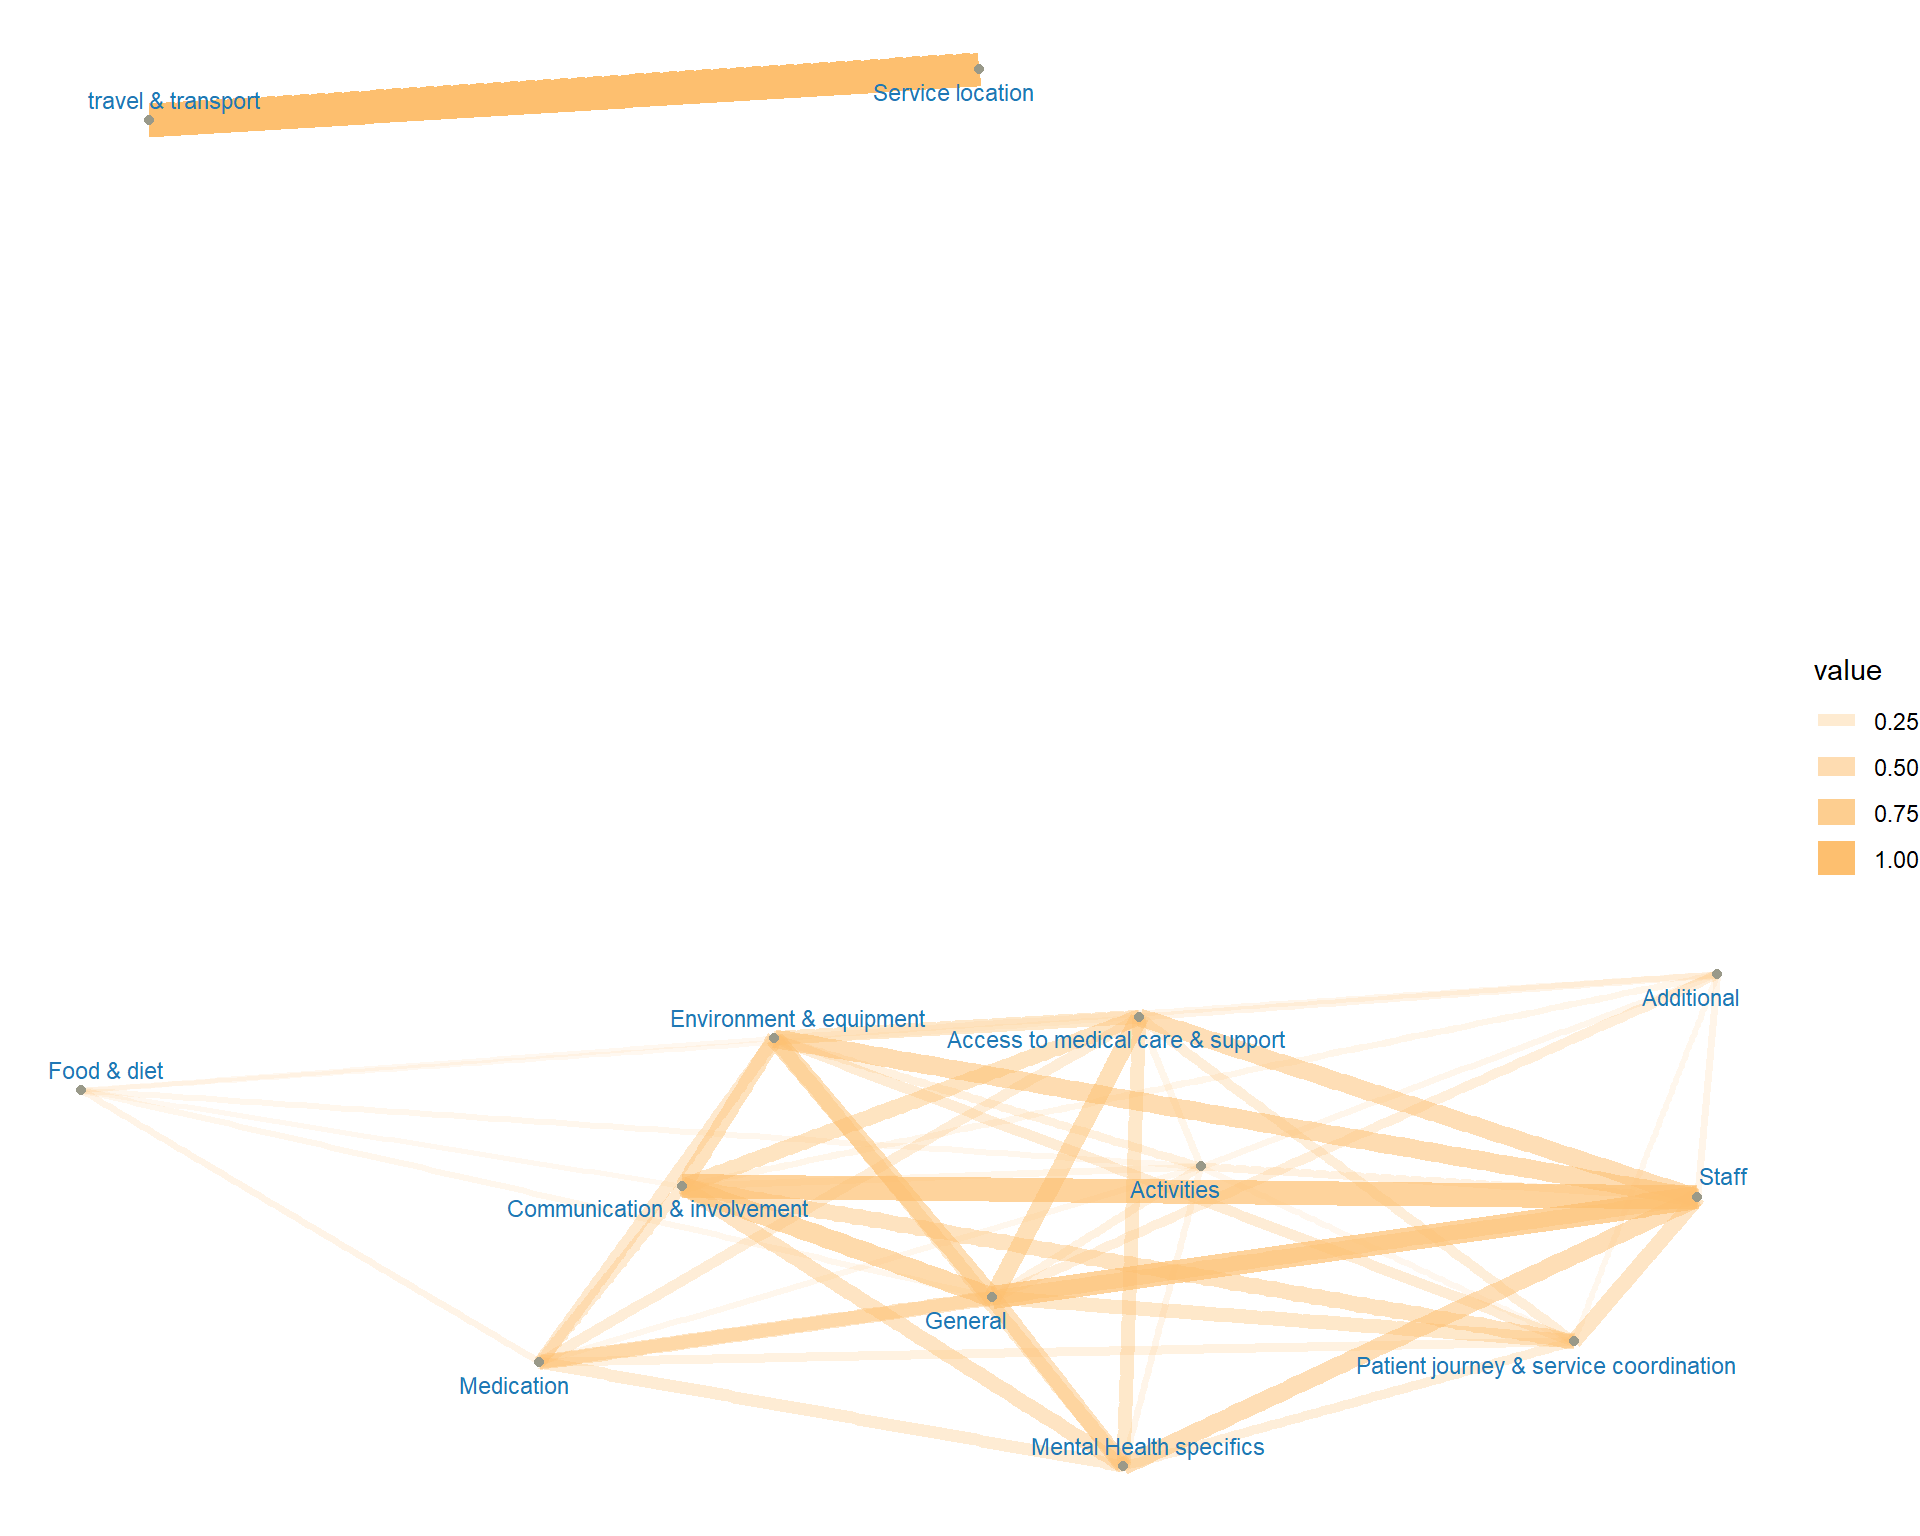 Service location
travel & transport
value
0.25
0.50
0.75
1.00
Additional
Environment & equipment
Access to medical care & support
Food & diet
Staff
Activities
Communication & involvement
General
Patient journey & service coordination
Medication
Mental Health specifics